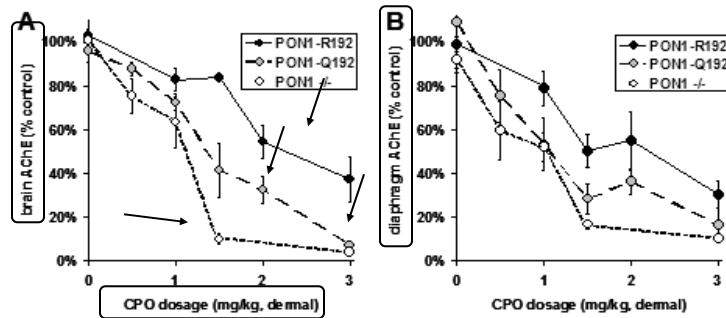 A
PON1-R192
PON1-Q192
PON1 -/-
100%
80%
60%
40%
20%
0%
brain AChE (% control)
0
1
2
3
CPO dosage (mg/kg, dermal)
B
PON1-R192
PON1-Q192
PON1 -/-
100%
80%
60%
40%
20%
0%
diaphragm AChE (% control)
0
1
2
3
CPO dosage (mg/kg, dermal)